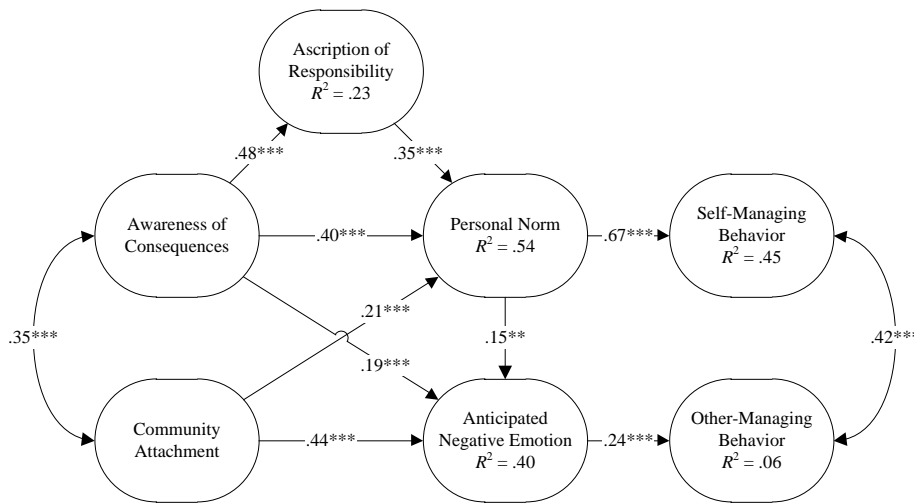 Ascription of
Responsibility
R² = .23
.48***
.35***
Awareness of
Consequences
.40***
Personal Norm
R² = .54
.67***
Self-Managing
Behavior
R² = .45
.21***
.35***
.15**
.42***
.19***
Community
Attachment
.44***
Anticipated
Negative Emotion
R² = .40
.24***
Other-Managing
Behavior
R² = .06